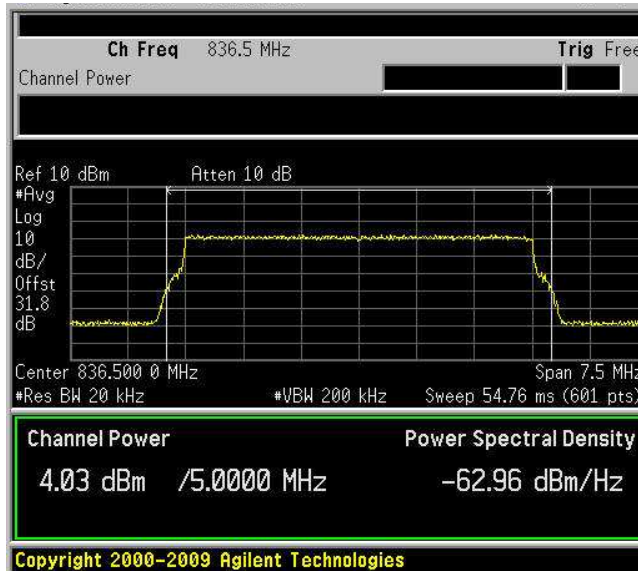 Ch Freq 836.5 MHz Trig Free
Channel Power
Ref 10 dBm Atten 10 dB
#Avg
Log
10
dB/
Offst
31.8
dB
Center 836.500 0 MHz Span 7.5 MHz
#Res BW 20 kHz #VBW 200 kHz Sweep 54.76 ms (601 pts)
Channel Power Power Spectral Density
4.03 dBm /5.0000 MHz -62.96 dBm/Hz
Copyright 2000-2009 Agilent Technologies